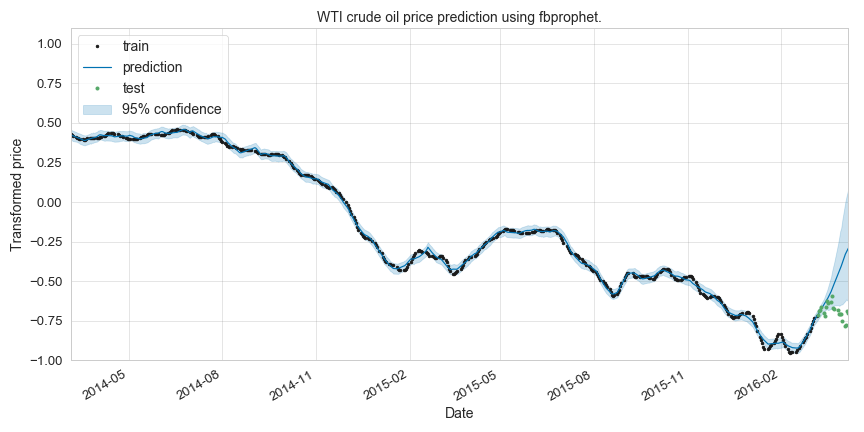 WTI crude oil price prediction using fbprophet.
1.00
0.75
0.50
0.25
0.00
−0.25
−0.50
−0.75
−1.00
Transformed price
train
prediction
test
95% confidence
2014-05
2014-08
2014-11
2015-02
2015-05
2015-08
2015-11
2016-02
Date